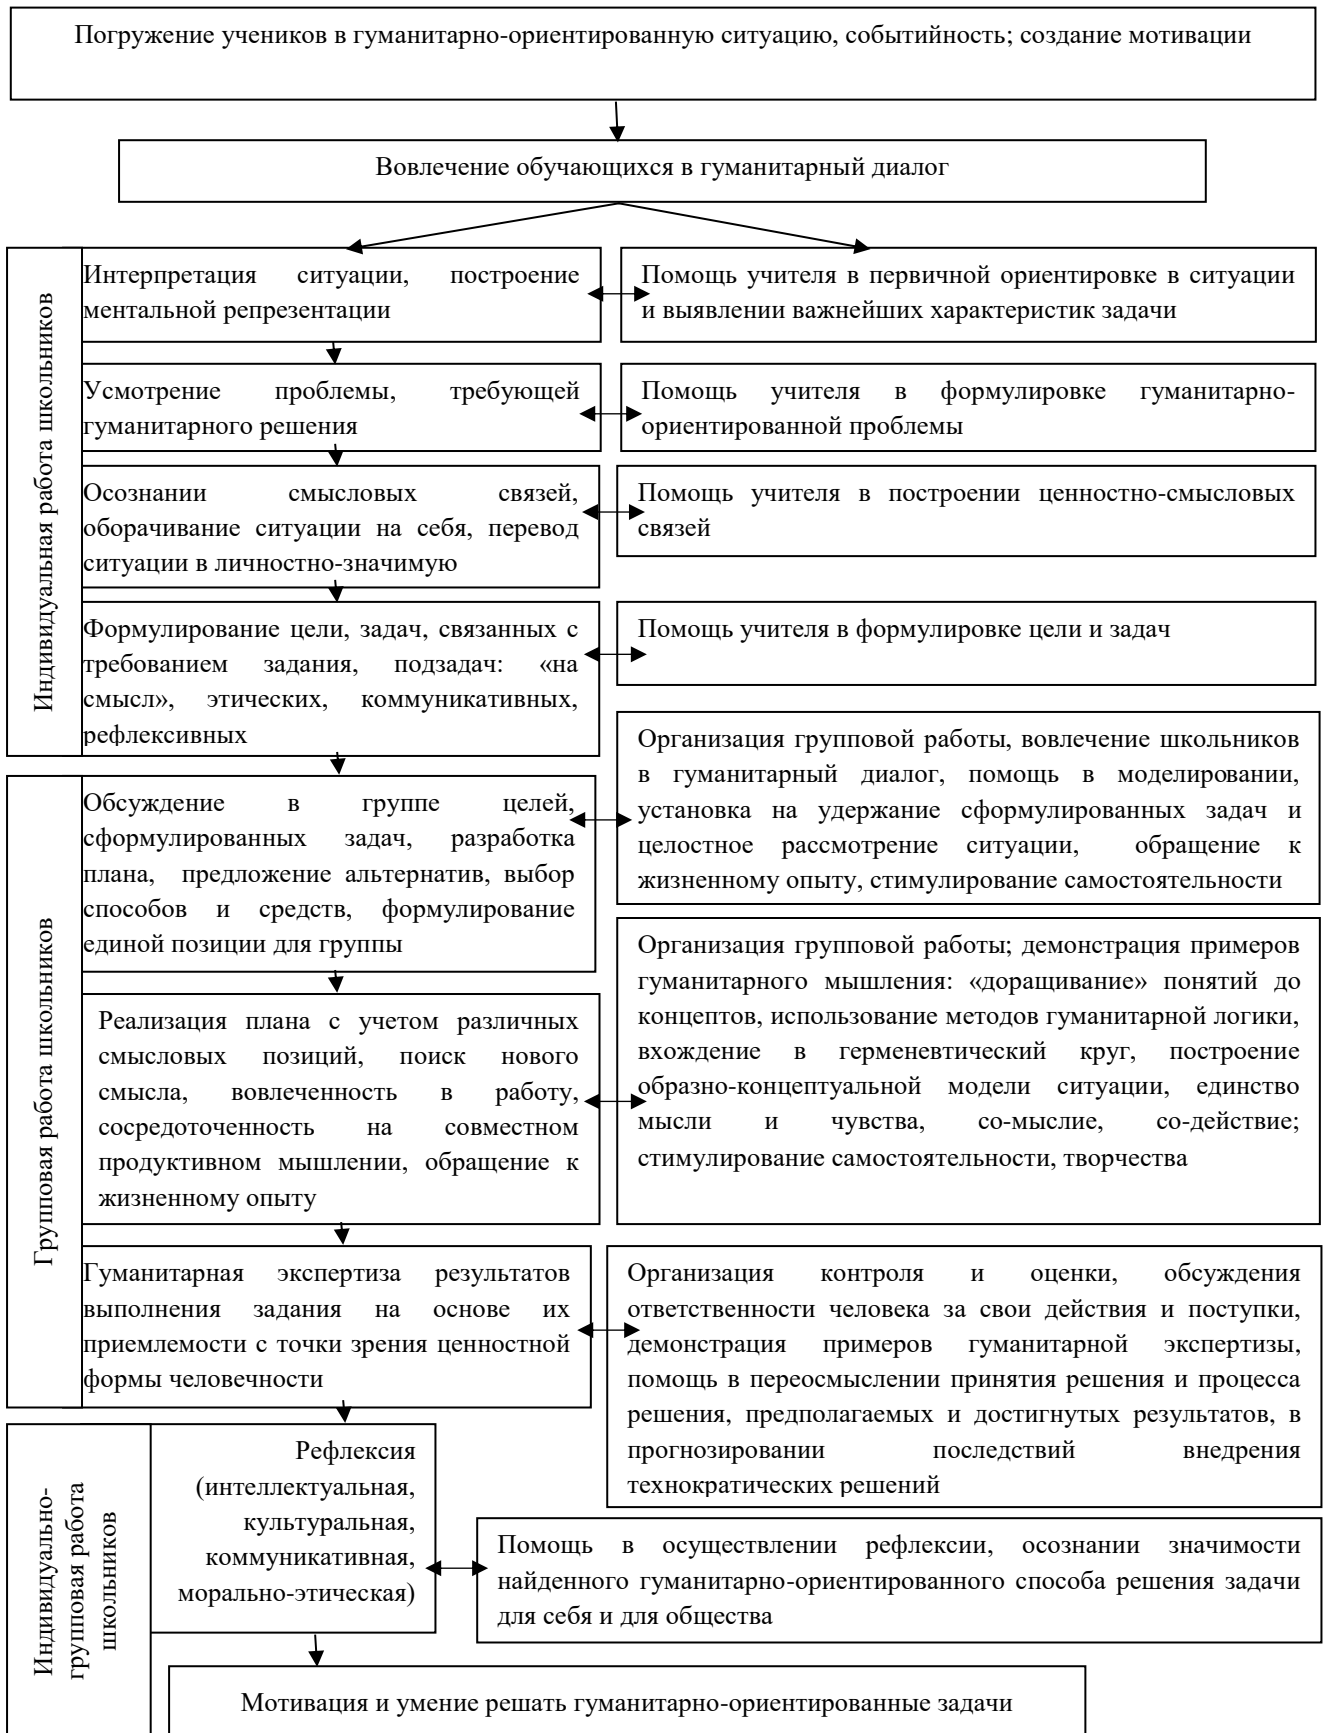 Погружение учеников в гуманитарно-ориентированную ситуацию, событийность; создание мотивации
Вовлечение обучающихся в гуманитарный диалог
Индивидуальная работа школьников
Интерпретация ситуации, построение
ментальной репрезентации
Помощь учителя в первичной ориентировке в ситуации
и выявлении важнейших характеристик задачи
Усмотрение проблемы, требующей
гуманитарного решения
Помощь учителя в формулировке гуманитарно-
ориентированной проблемы
Осознании смысловых связей,
оборачивание ситуации на себя, перевод
ситуации в личностно-значимую
Помощь учителя в построении ценностно-смысловых
связей
Формулирование цели, задач, связанных с
требованием задания, подзадач: «на
смысл», этических, коммуникативных,
рефлексивных
Помощь учителя в формулировке цели и задач
Групповая работа школьников
Обсуждение в группе целей,
сформулированных задач, разработка
плана, предложение альтернатив, выбор
способов и средств, формулирование
единой позиции для группы
Организация групповой работы, вовлечение школьников
в гуманитарный диалог, помощь в моделировании,
установка на удержание сформулированных задач и
целостное рассмотрение ситуации, обращение к
жизненному опыту, стимулирование самостоятельности
Реализация плана с учетом различных
смысловых позиций, поиск нового
смысла, вовлеченность в работу,
сосредоточенность на совместном
продуктивном мышлении, обращение к
жизненному опыту
Организация групповой работы; демонстрация примеров
гуманитарного мышления: «доращивание» понятий до
концептов, использование методов гуманитарной логики,
вхождение в герменевтический круг, построение
образно-концептуальной модели ситуации, единство
мысли и чувства, со-мыслие, со-действие;
стимулирование самостоятельности, творчества
Гуманитарная экспертиза результатов
выполнения задания на основе их
приемлемости с точки зрения ценностной
формы человечности
Организация контроля и оценки, обсуждения
ответственности человека за свои действия и поступки,
демонстрация примеров гуманитарной экспертизы,
помощь в переосмыслении принятия решения и процесса
решения, предполагаемых и достигнутых результатов, в
прогнозировании последствий внедрения
технократических решений
Индивидуально-
групповая работа
школьников
Рефлексия
(интеллектуальная,
культуральная,
коммуникативная,
морально-этическая)
Помощь в осуществлении рефлексии, осознании значимости
найденного гуманитарно-ориентированного способа решения задачи
для себя и для общества
Мотивация и умение решать гуманитарно-ориентированные задачи